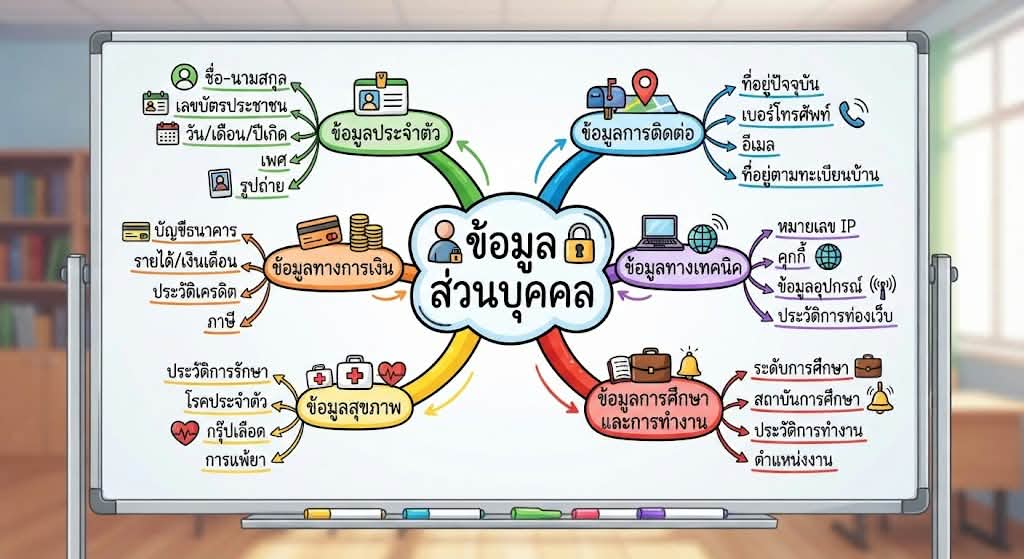 ข้อมูล
ส่วนบุคคล
ข้อมูลประจำตัว
ชื่อ-นามสกุล
เลขบัตรประชาชน
วัน/เดือน/ปีเกิด
เพศ
รูปถ่าย
ข้อมูลการติดต่อ
ที่อยู่ปัจจุบัน
เบอร์โทรศัพท์
อีเมล
ที่อยู่ตามทะเบียนบ้าน
ข้อมูลทางการเงิน
บัญชีธนาคาร
รายได้/เงินเดือน
ประวัติเครดิต
ภาษี
ข้อมูลทางเทคนิค
หมายเลข IP
คุกกี้
ข้อมูลอุปกรณ์
ประวัติการท่องเว็บ
ข้อมูลสุขภาพ
ประวัติการรักษา
โรคประจำตัว
กรุ๊ปเลือด
การแพ้ยา
ข้อมูลการศึกษา
และการทำงาน
ระดับการศึกษา
สถาบันการศึกษา
ประวัติการทำงาน
ตำแหน่งงาน